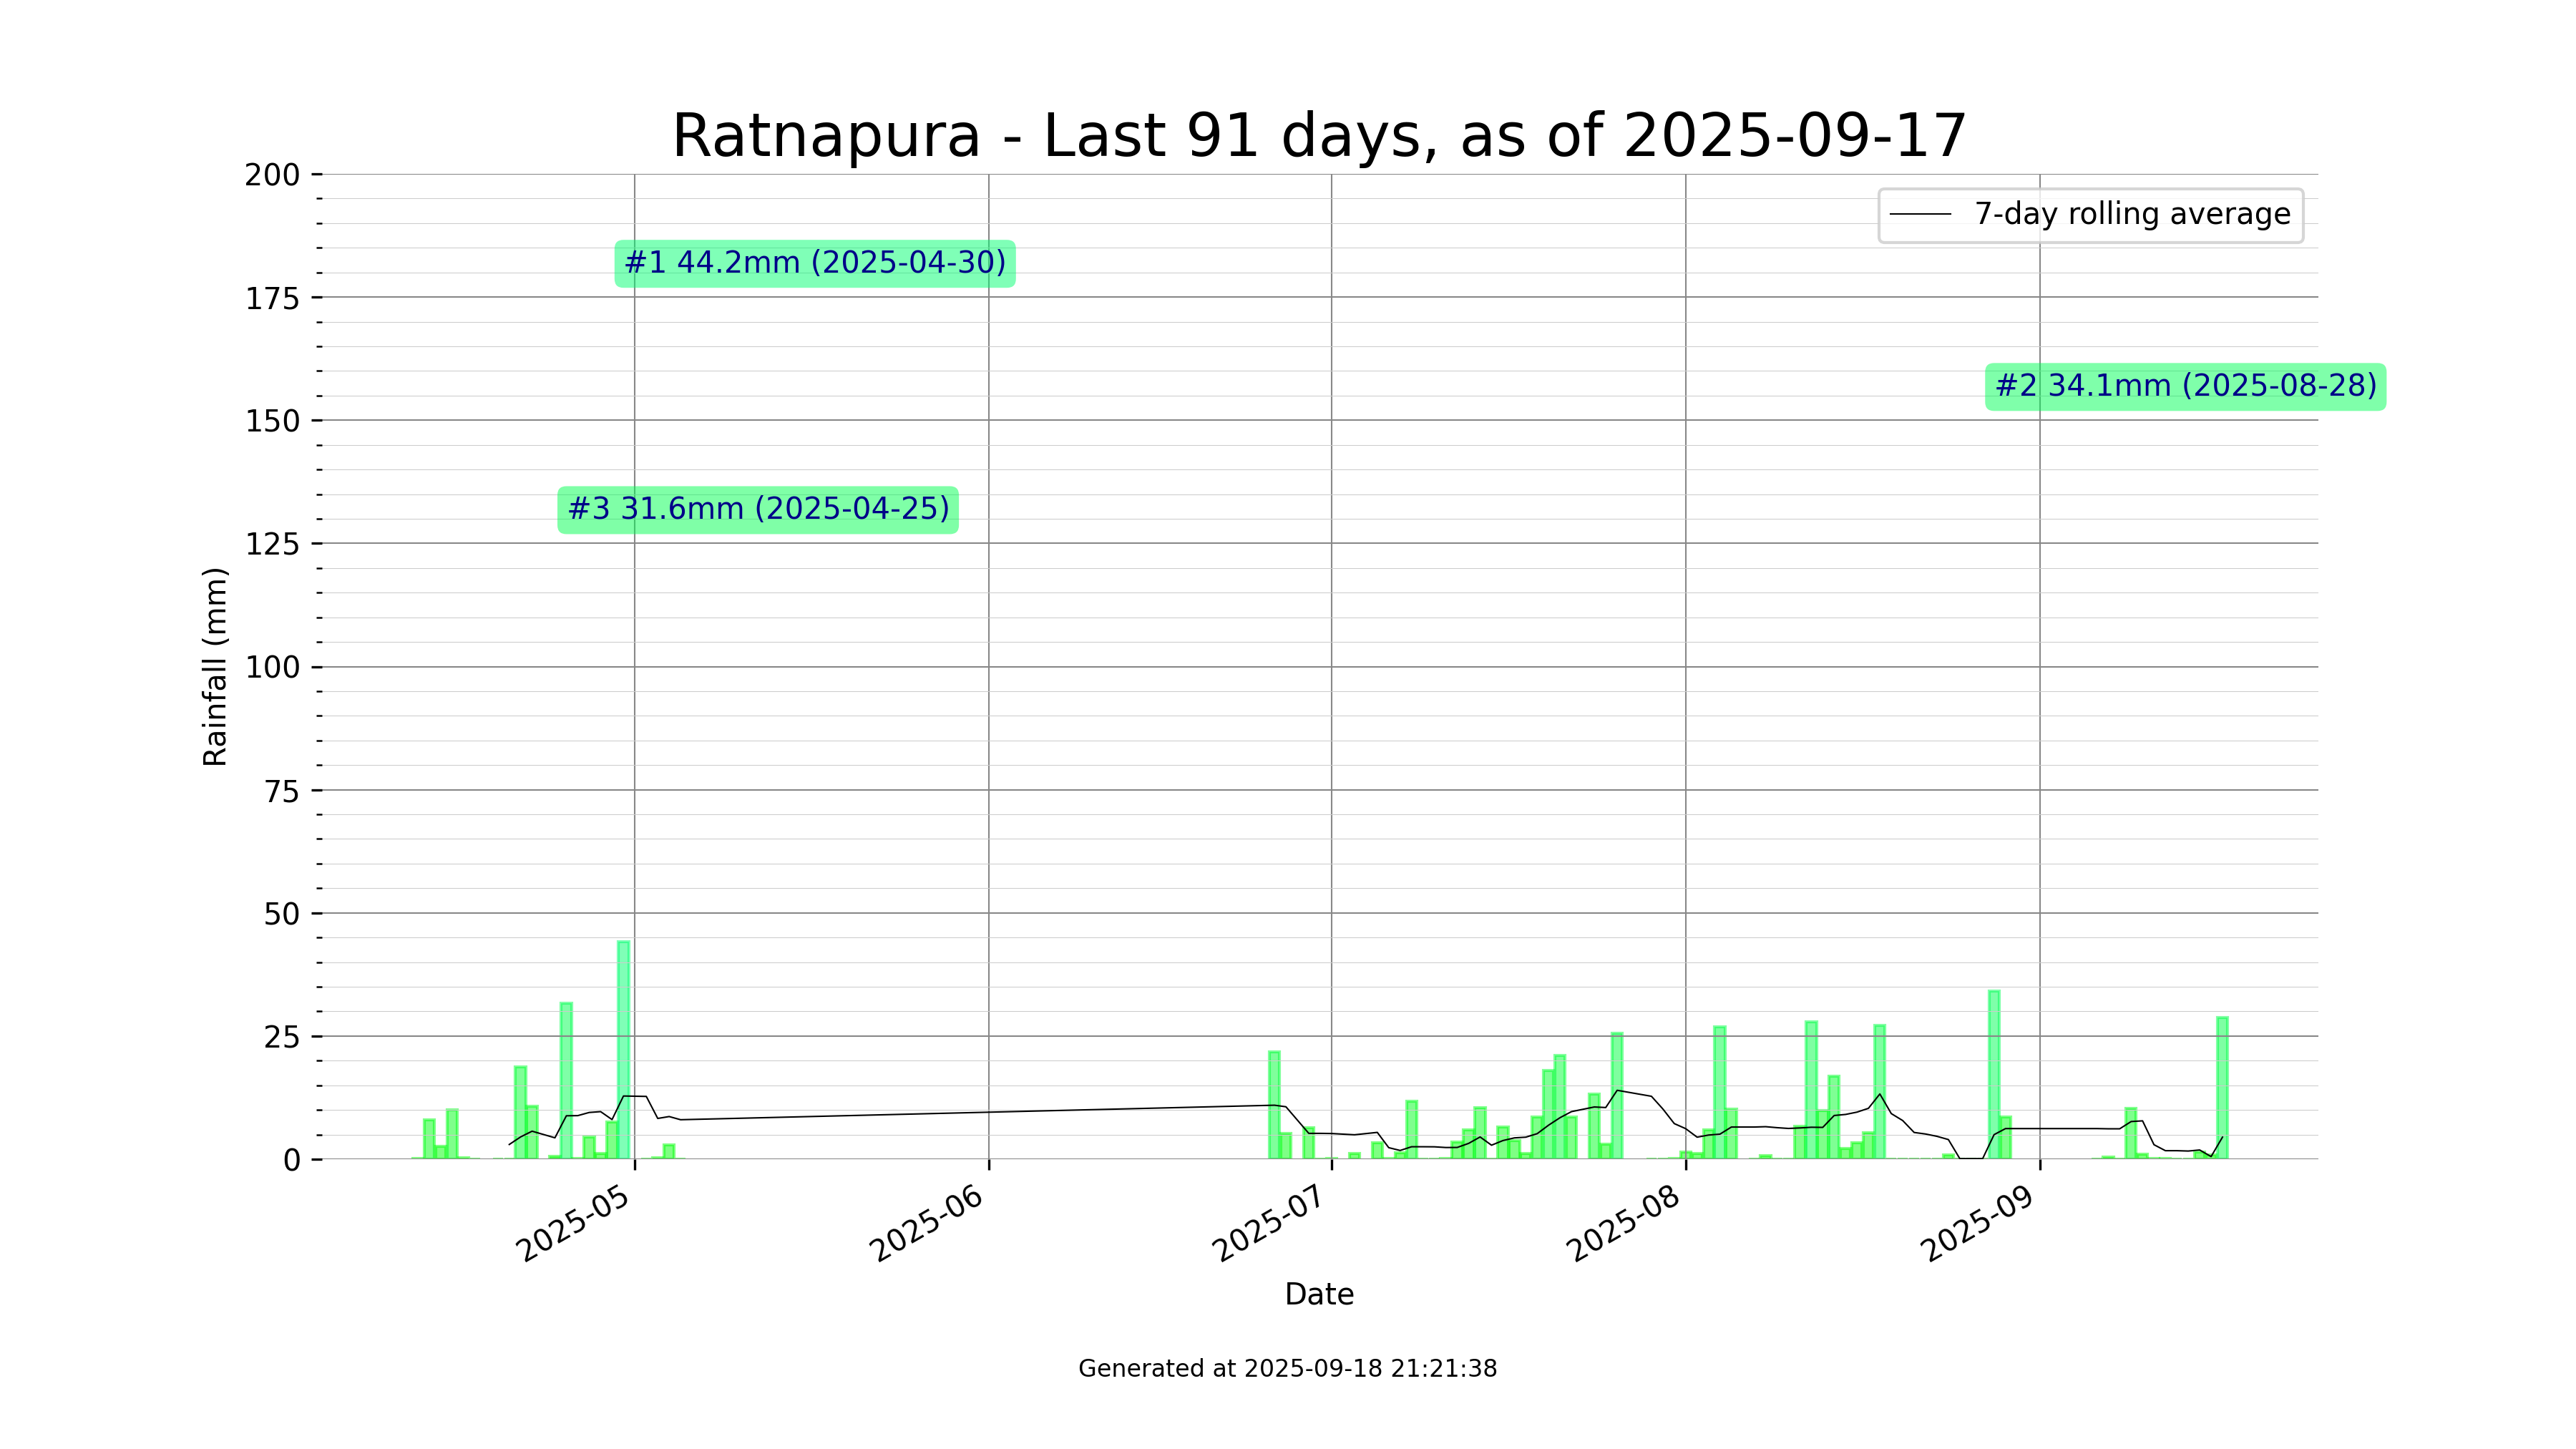 Ratnapura - Last 91 days, as of 2025-09-17
200
175
150
125
100
75
50
25
0
Rainfall (mm)
7-day rolling average
#1 44.2mm (2025-04-30)
#2 34.1mm (2025-08-28)
#3 31.6mm (2025-04-25)
2025-05
2025-06
2025-07
2025-08
2025-09
Date
Generated at 2025-09-18 21:21:38